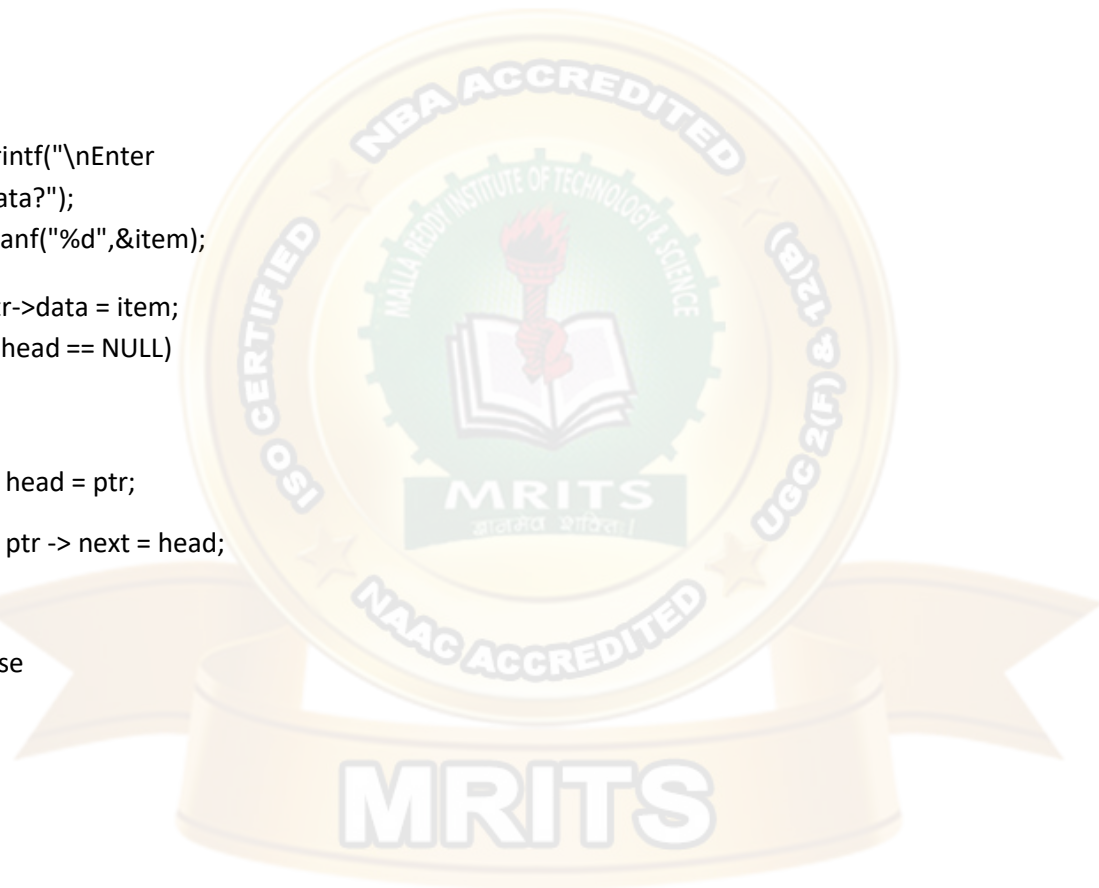 rintf("\nEnter
ata?");
anf("%d",&item);
r->data = item;
head == NULL)
head = ptr;
ptr -> next = head;
se
NBA ACCREDITED
ISO CERTIFIED
UGC 2(F) & 12(B)
NAAC ACCREDITED
MALLA REDDY INSTITUTE OF TECHNOLOGY & SCIENCE
MRITS
MRITS